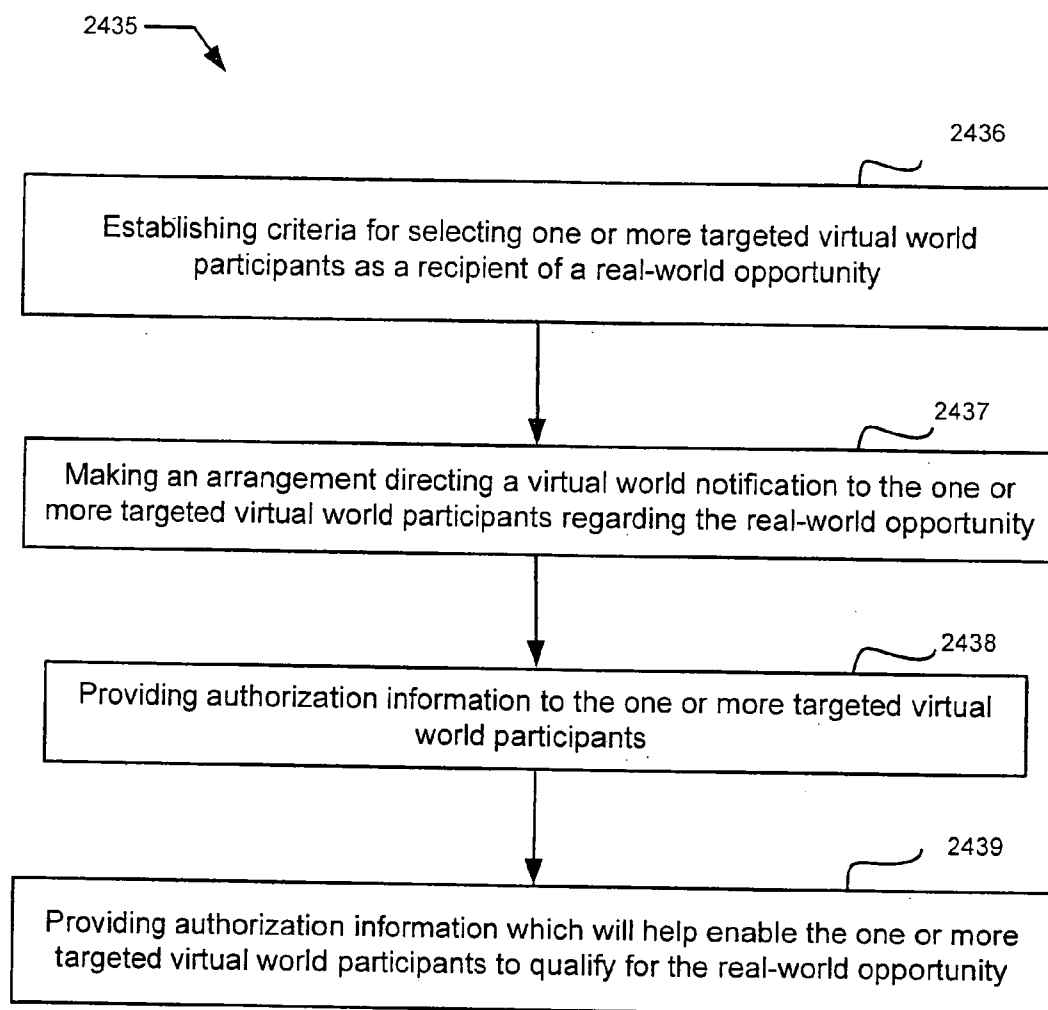 2435
2436
Establishing criteria for selecting one or more targeted virtual world
participants as a recipient of a real-world opportunity
2437
Making an arrangement directing a virtual world notification to the one or
more targeted virtual world participants regarding the real-world opportunity
2438
Providing authorization information to the one or more targeted virtual
world participants
2439
Providing authorization information which will help enable the one or more
targeted virtual world participants to qualify for the real-world opportunity